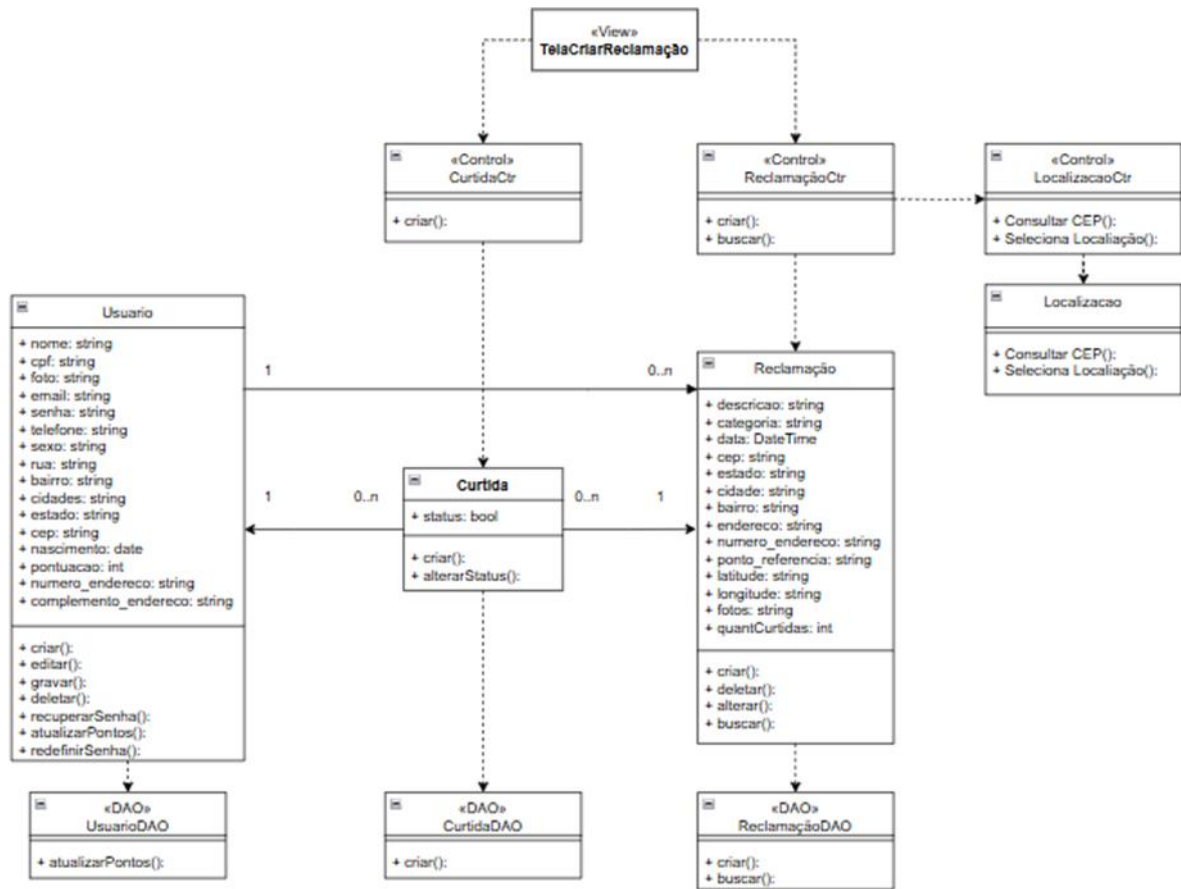 «View»
TelaCriarReclamação
«Control»
CurtidaCtr
+ criar():
«Control»
ReclamaçãoCtr
+ criar():
+ buscar():
«Control»
LocalizacaoCtr
+ Consultar CEP():
+ Seleciona Localiação():
Localizacao
+ Consultar CEP():
+ Seleciona Localiação():
Usuario
+ nome: string
+ cpf: string
+ foto: string
+ email: string
+ senha: string
+ telefone: string
+ sexo: string
+ rua: string
+ bairro: string
+ cidades: string
+ estado: string
+ cep: string
+ nascimento: date
+ pontuacao: int
+ numero_endereco: string
+ complemento_endereco: string
+ criar():
+ editar():
+ gravar():
+ deletar():
+ recuperarSenha():
+ atualizarPontos():
+ redefinirSenha():
1
0..n
1
0..n
0..n
1
Curtida
+ status: bool
+ criar():
+ alterarStatus():
Reclamação
+ descricao: string
+ categoria: string
+ data: DateTime
+ cep: string
+ estado: string
+ cidade: string
+ bairro: string
+ endereco: string
+ numero_endereco: string
+ ponto_referencia: string
+ latitude: string
+ longitude: string
+ fotos: string
+ quantCurtidas: int
+ criar():
+ deletar():
+ alterar():
+ buscar():
«DAO»
UsuarioDAO
+ atualizarPontos():
«DAO»
CurtidaDAO
+ criar():
«DAO»
ReclamaçãoDAO
+ criar():
+ buscar():